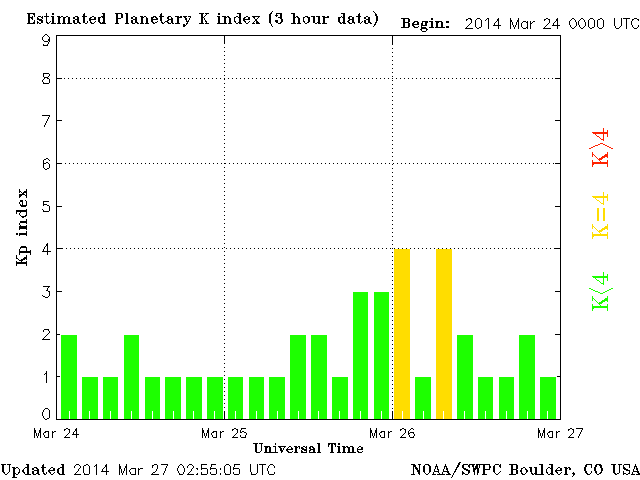 Estimated Planetary K index (3 hour data) Begin: 2014 Mar 24 0000 UTC
9
8
7
6
5
4
3
2
1
0
Kp index
K>4
K=4
K<4
Mar 24 Mar 25 Mar 26 Mar 27
Universal Time
Updated 2014 Mar 27 02:55:05 UTC NOAA/SWPC Boulder, CO USA